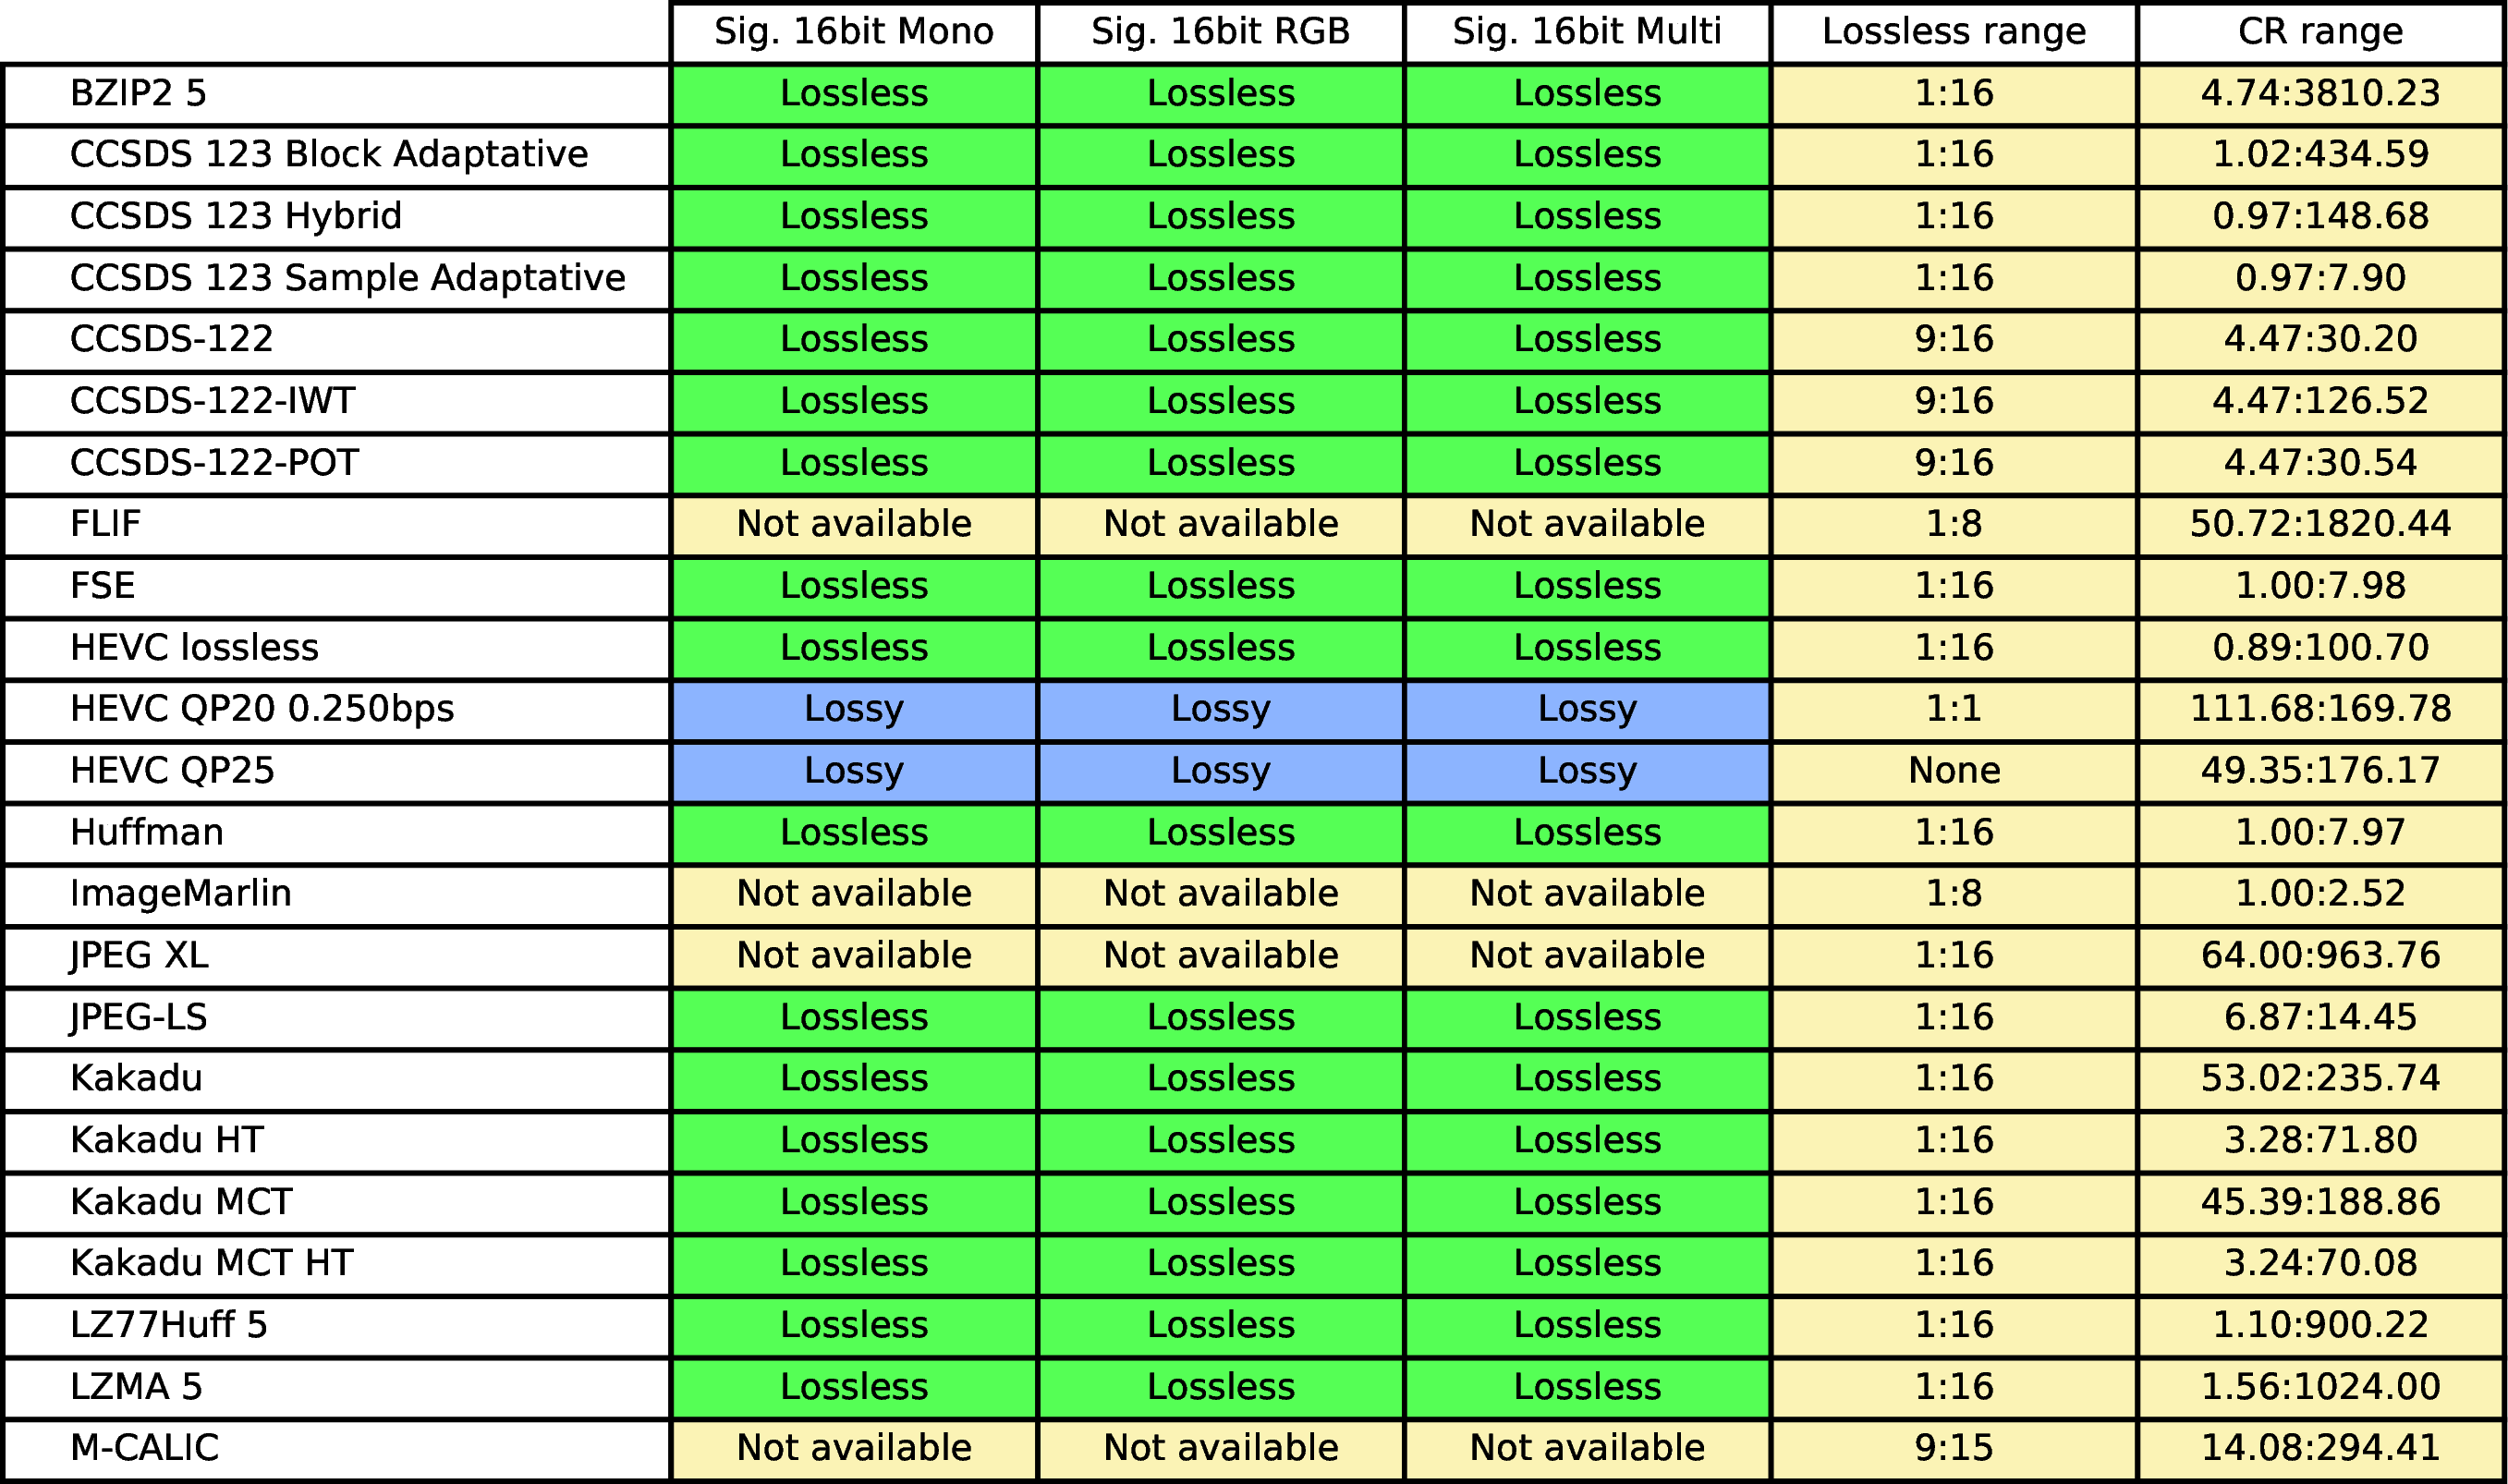 Sig. 16bit Mono Sig. 16bit RGB Sig. 16bit Multi Lossless range CR range
BZIP2 5 Lossless Lossless Lossless 1:16 4.74:3810.23
CCSDS 123 Block Adaptative Lossless Lossless Lossless 1:16 1.02:434.59
CCSDS 123 Hybrid Lossless Lossless Lossless 1:16 0.97:148.68
CCSDS 123 Sample Adaptative Lossless Lossless Lossless 1:16 0.97:7.90
CCSDS-122 Lossless Lossless Lossless 9:16 4.47:30.20
CCSDS-122-IWT Lossless Lossless Lossless 9:16 4.47:126.52
CCSDS-122-POT Lossless Lossless Lossless 9:16 4.47:30.54
FLIF Not available Not available Not available 1:8 50.72:1820.44
FSE Lossless Lossless Lossless 1:16 1.00:7.98
HEVC lossless Lossless Lossless Lossless 1:16 0.89:100.70
HEVC QP20 0.250bps Lossy Lossy Lossy 1:1 111.68:169.78
HEVC QP25 Lossy Lossy Lossy None 49.35:176.17
Huffman Lossless Lossless Lossless 1:16 1.00:7.97
ImageMarlin Not available Not available Not available 1:8 1.00:2.52
JPEG XL Not available Not available Not available 1:16 64.00:963.76
JPEG-LS Lossless Lossless Lossless 1:16 6.87:14.45
Kakadu Lossless Lossless Lossless 1:16 53.02:235.74
Kakadu HT Lossless Lossless Lossless 1:16 3.28:71.80
Kakadu MCT Lossless Lossless Lossless 1:16 45.39:188.86
Kakadu MCT HT Lossless Lossless Lossless 1:16 3.24:70.08
LZ77Huff 5 Lossless Lossless Lossless 1:16 1.10:900.22
LZMA 5 Lossless Lossless Lossless 1:16 1.56:1024.00
M-CALIC Not available Not available Not available 9:15 14.08:294.41